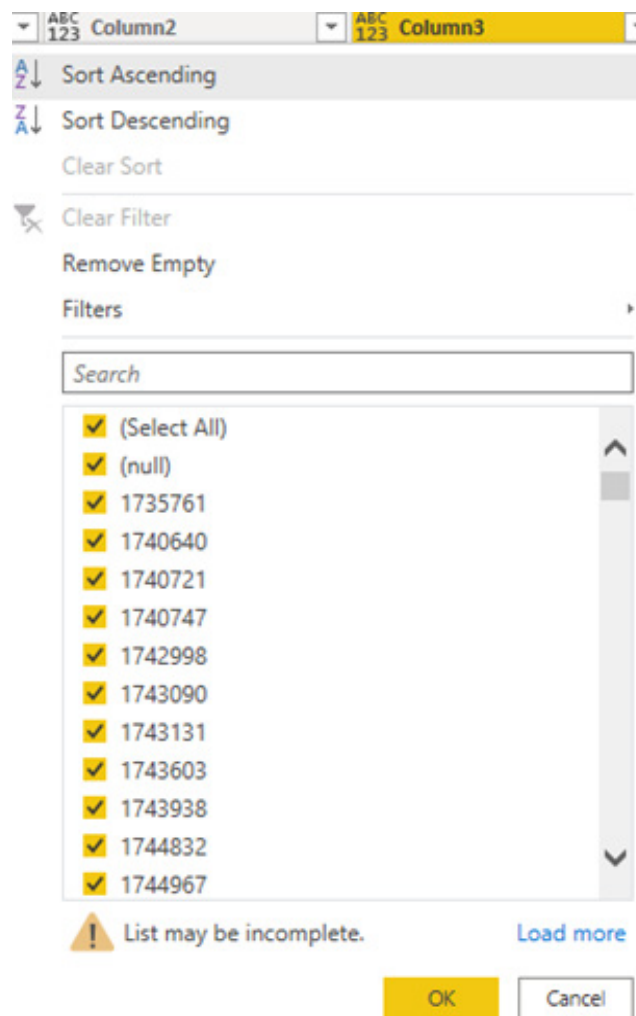 ABC 123 Column2 ABC 123 Column3
A Z Sort Ascending
Z A Sort Descending
Clear Sort
Clear Filter
Remove Empty
Filters
Search
(Select All)
(null)
1735761
1740640
1740721
1740747
1742998
1743090
1743131
1743603
1743938
1744832
1744967
List may be incomplete. Load more
OK Cancel